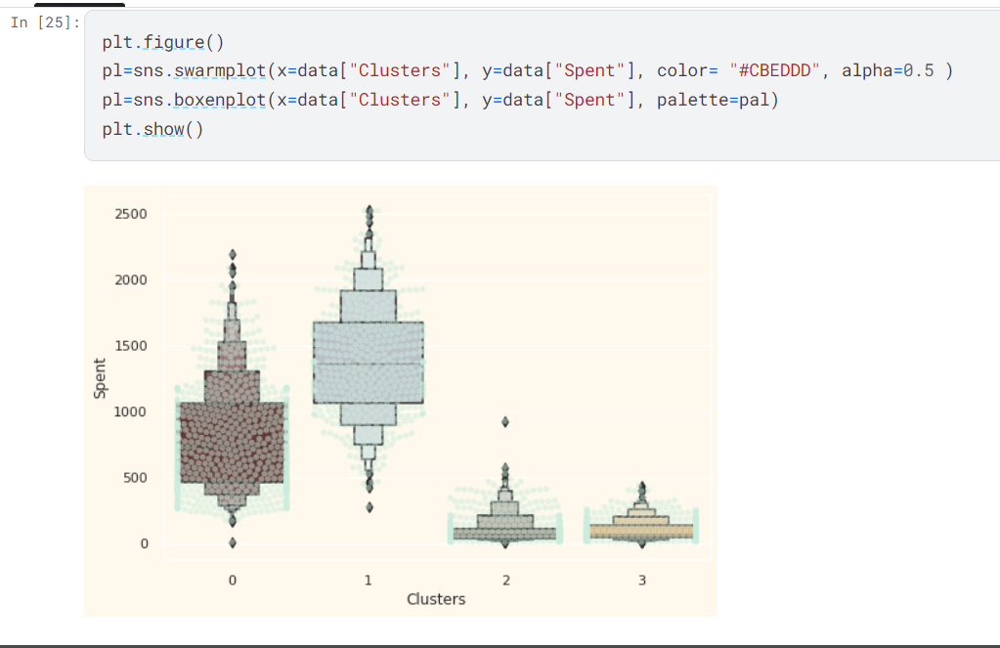 In [25]:
plt.figure()
pl=sns.swarmplot(x=data["Clusters"], y=data["Spent"], color= "#CBEDDD", alpha=0.5 )
pl=sns.boxenplot(x=data["Clusters"], y=data["Spent"], palette=pal)
plt.show()
2500
2000
1500
1000
500
0
Spent
0 1 2 3
Clusters